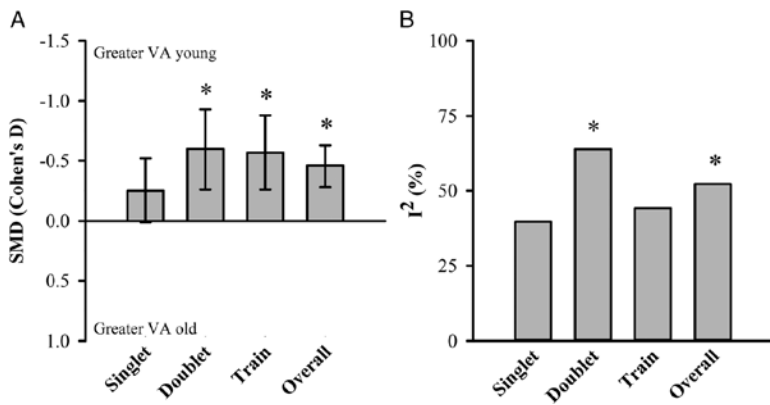 A
SMD (Cohen's D)
-1.5
-1.0
-0.5
0.0
0.5
1.0
Greater VA young
*
*
*
Greater VA old
Singlet
Doublet
Train
Overall
B
I2 (%)
100
75
50
25
0
*
*
Singlet
Doublet
Train
Overall